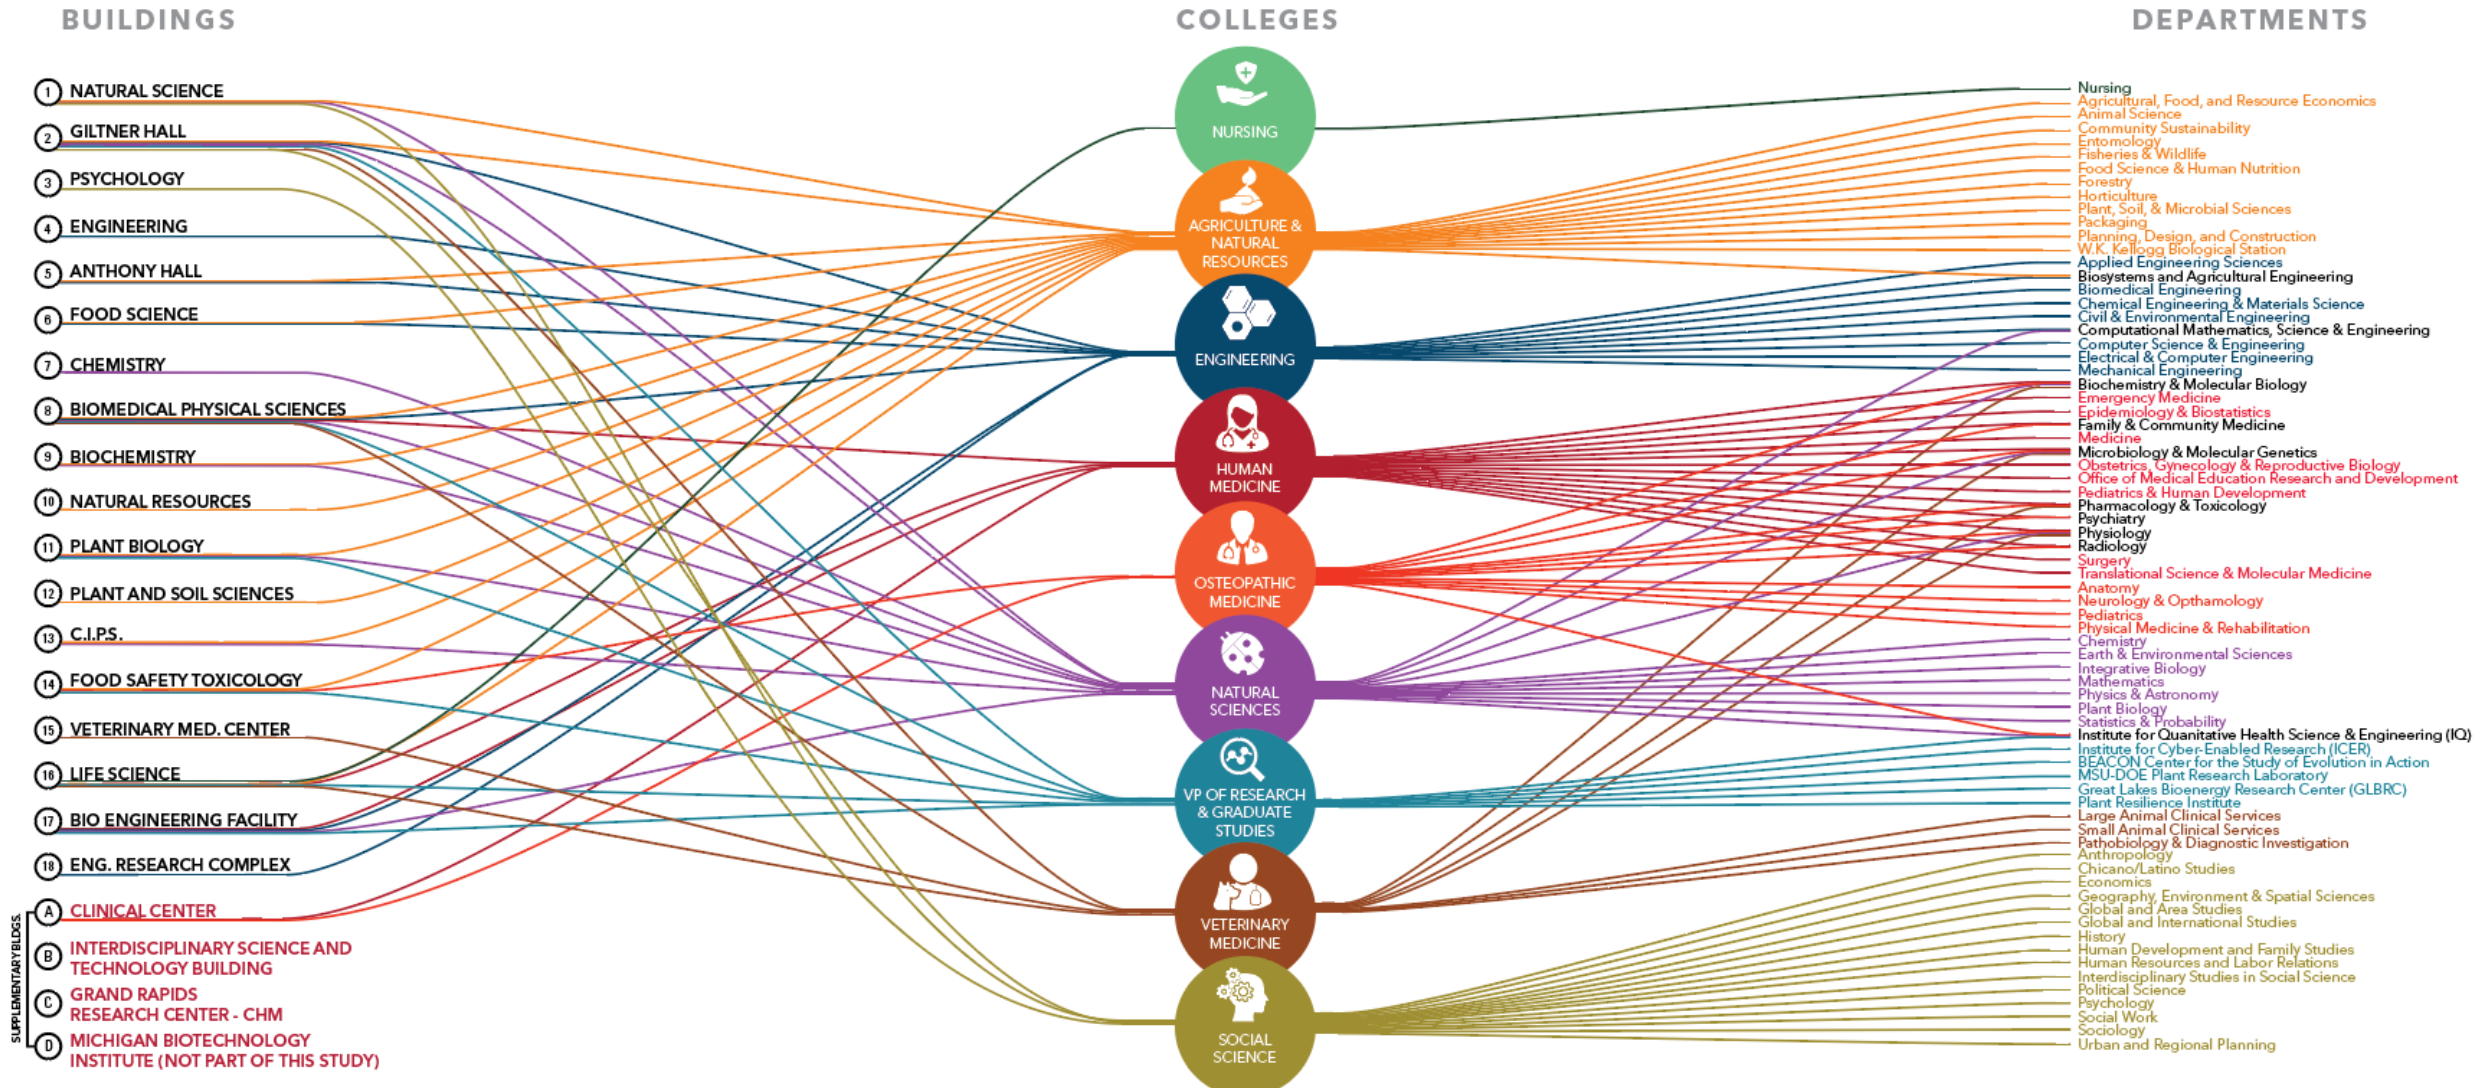 BUILDINGS
COLLEGES
DEPARTMENTS
1 NATURAL SCIENCE
2 GILTNER HALL
3 PSYCHOLOGY
4 ENGINEERING
5 ANTHONY HALL
6 FOOD SCIENCE
7 CHEMISTRY
8 BIOMEDICAL PHYSICAL SCIENCES
9 BIOCHEMISTRY
10 NATURAL RESOURCES
11 PLANT BIOLOGY
12 PLANT AND SOIL SCIENCES
13 C.I.P.S.
14 FOOD SAFETY TOXICOLOGY
15 VETERINARY MED. CENTER
16 LIFE SCIENCE
17 BIO ENGINEERING FACILITY
18 ENG. RESEARCH COMPLEX
SUPPLEMENTARY BLDGS.
A CLINICAL CENTER
B INTERDISCIPLINARY SCIENCE AND
TECHNOLOGY BUILDING
C GRAND RAPIDS
RESEARCH CENTER - CHM
D MICHIGAN BIOTECHNOLOGY
INSTITUTE (NOT PART OF THIS STUDY)
NURSING
AGRICULTURE &
NATURAL
RESOURCES
ENGINEERING
HUMAN
MEDICINE
OSTEOPATHIC
MEDICINE
NATURAL
SCIENCES
VP OF RESEARCH
& GRADUATE
STUDIES
VETERINARY
MEDICINE
SOCIAL
SCIENCE
Nursing
Agricultural, Food, and Resource Economics
Animal Science
Community Sustainability
Entomology
Fisheries & Wildlife
Food Science & Human Nutrition
Forestry
Horticulture
Plant, Soil, & Microbial Sciences
Packaging
Planning, Design, and Construction
W.K. Kellogg Biological Station
Applied Engineering Sciences
Biosystems and Agricultural Engineering
Biomedical Engineering
Chemical Engineering & Materials Science
Civil & Environmental Engineering
Computational Mathematics, Science & Engineering
Computer Science & Engineering
Electrical & Computer Engineering
Mechanical Engineering
Biochemistry & Molecular Biology
Emergency Medicine
Epidemiology & Biostatistics
Family & Community Medicine
Medicine
Microbiology & Molecular Genetics
Obstetrics, Gynecology & Reproductive Biology
Office of Medical Education Research and Development
Pediatrics & Human Development
Pharmacology & Toxicology
Psychiatry
Physiology
Radiology
Surgery
Translational Science & Molecular Medicine
Anatomy
Neurology & Opthamology
Pediatrics
Physical Medicine & Rehabilitation
Chemistry
Earth & Environmental Sciences
Integrative Biology
Mathematics
Physics & Astronomy
Plant Biology
Statistics & Probability
Institute for Quanitative Health Science & Engineering (IQ)
Institute for Cyber-Enabled Research (ICER)
BEACON Center for the Study of Evolution in Action
MSU-DOE Plant Research Laboratory
Great Lakes Bioenergy Research Center (GLBRC)
Plant Resilience Institute
Large Animal Clinical Services
Small Animal Clinical Services
Pathobiology & Diagnostic Investigation
Anthropology
Chicano/Latino Studies
Economics
Geography, Environment & Spatial Sciences
Global and Area Studies
Global and International Studies
History
Human Development and Family Studies
Human Resources and Labor Relations
Interdisciplinary Studies in Social Science
Political Science
Psychology
Social Work
Sociology
Urban and Regional Planning